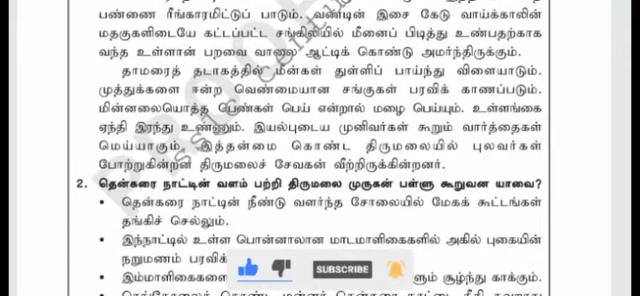 பண்ணை ரீங்காரமிட்டுப் பாடும். வண்டின் இசை கேடு வாய்க்காலின்
மதகுகளிடையே கட்டப்பட்ட சங்கிலியில் மீனைப் பிடித்து உண்பதற்காக
வந்த உள்ளான் பறவை வாலை ஆட்டிக் கொண்டு அமர்ந்திருக்கும்.
தாமரைத் தடாகத்தில் மீன்கள் துள்ளிப் பாய்ந்து விளையாடும்.
முத்துக்களை ஈன்ற வெண்மையான சங்குகள் பரவிக் காணப்படும்.
மின்னலையொத்த பெண்கள் பெய் என்றால் மழை பெய்யும். உள்ளங்கை
ஏந்தி இரந்து உண்ணும். இயல்புடைய முனிவர்கள் கூறும் வார்த்தைகள்
மெய்யாகும். இத்தன்மை கொண்ட திருமலையில் புலவர்கள்
போற்றுகின்றன திருமலைச் சேவகன் வீற்றிருக்கின்றனர்.
2. தென்கரை நாட்டின் வளம் பற்றி திருமலை முருகன் பள்ளு கூறுவன யாவை?
• தென்கரை நாட்டின் நீண்டு வளர்ந்த சோலையில் மேகக் கூட்டங்கள்
தங்கிச் செல்லும்.
• இந்நாட்டில் உள்ள பொன்னாலான மாடமாளிகைகளில் அகில் புகையின்
நறுமணம் பரவிக்
SUBSCRIBE
• இம்மாளிகைகளை ளும் சூழ்ந்து காக்கும்.